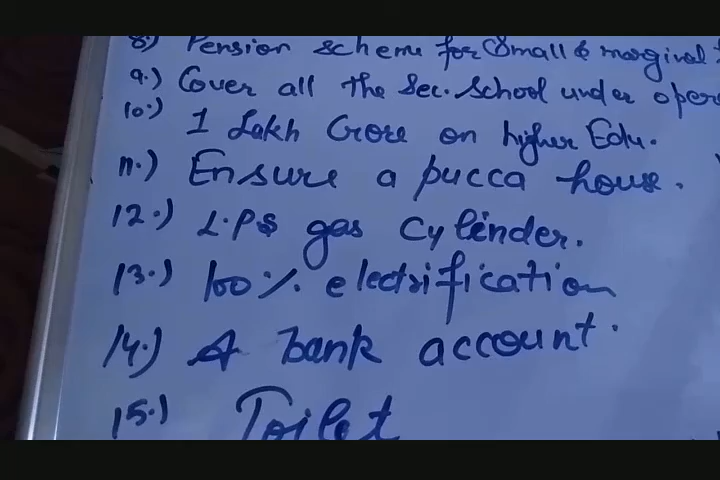 8.) Pension scheme for Small & marginal
9.) Cover all the Sec. School under oper
10.) 1 Lakh Crore on higher Edu.
11.) Ensure a pucca house.
12.) L.P.G gas cylinder.
13.) 100% electrification
14.) A bank account.
15.) Toilet